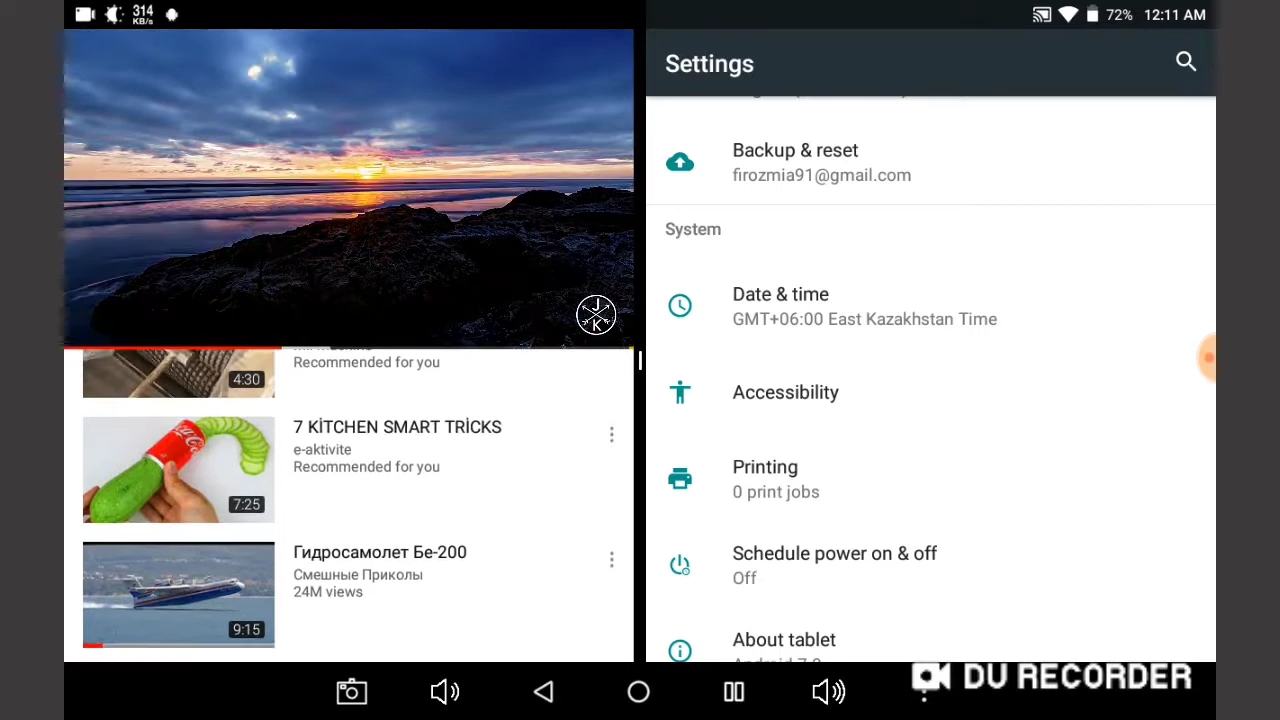 314
KB/s
72% 12:11 AM
J
K
Recommended for you
4:30
7 KİTCHEN SMART TRİCKS
e-aktivite
Recommended for you
7:25
Гидросамолет Бе-200
Смешные Приколы
24M views
9:15
Settings
Backup & reset
firozmia91@gmail.com
System
Date & time
GMT+06:00 East Kazakhstan Time
Accessibility
Printing
0 print jobs
Schedule power on & off
Off
About tablet
DU RECORDER